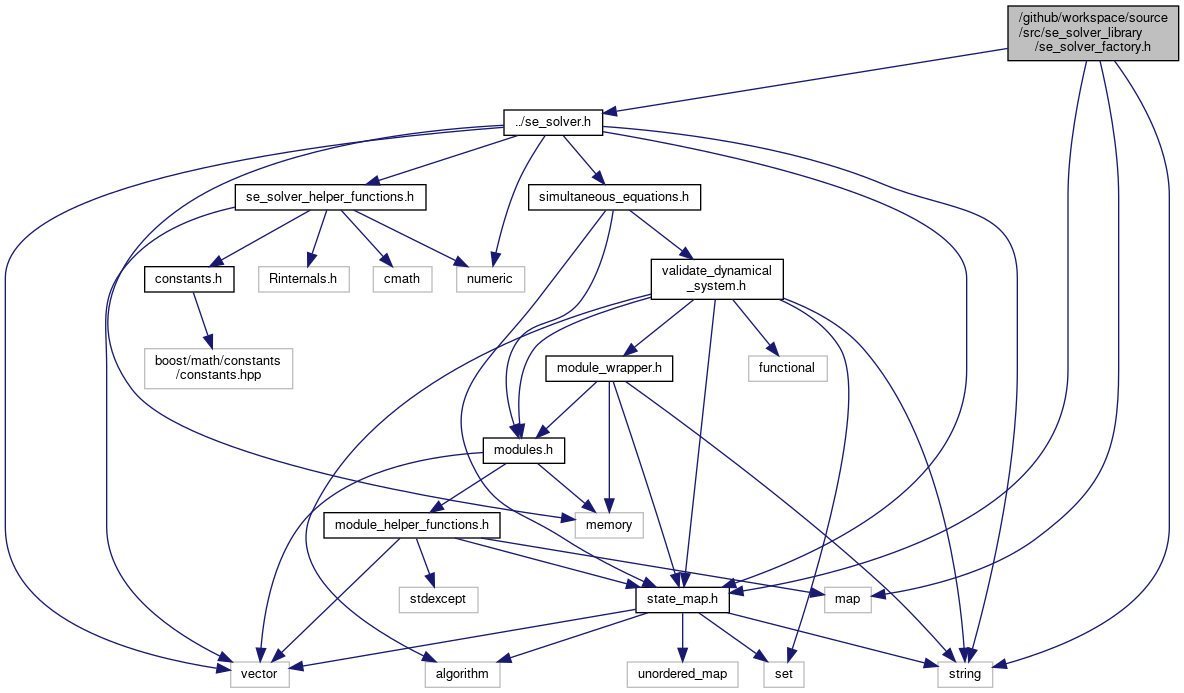 /github/workspace/source
/src/se_solver_library
/se_solver_factory.h
../se_solver.h
se_solver_helper_functions.h
simultaneous_equations.h
constants.h
Rinternals.h
cmath
numeric
validate_dynamical
_system.h
boost/math/constants
/constants.hpp
module_wrapper.h
functional
modules.h
module_helper_functions.h
memory
stdexcept
state_map.h
map
vector
algorithm
unordered_map
set
string